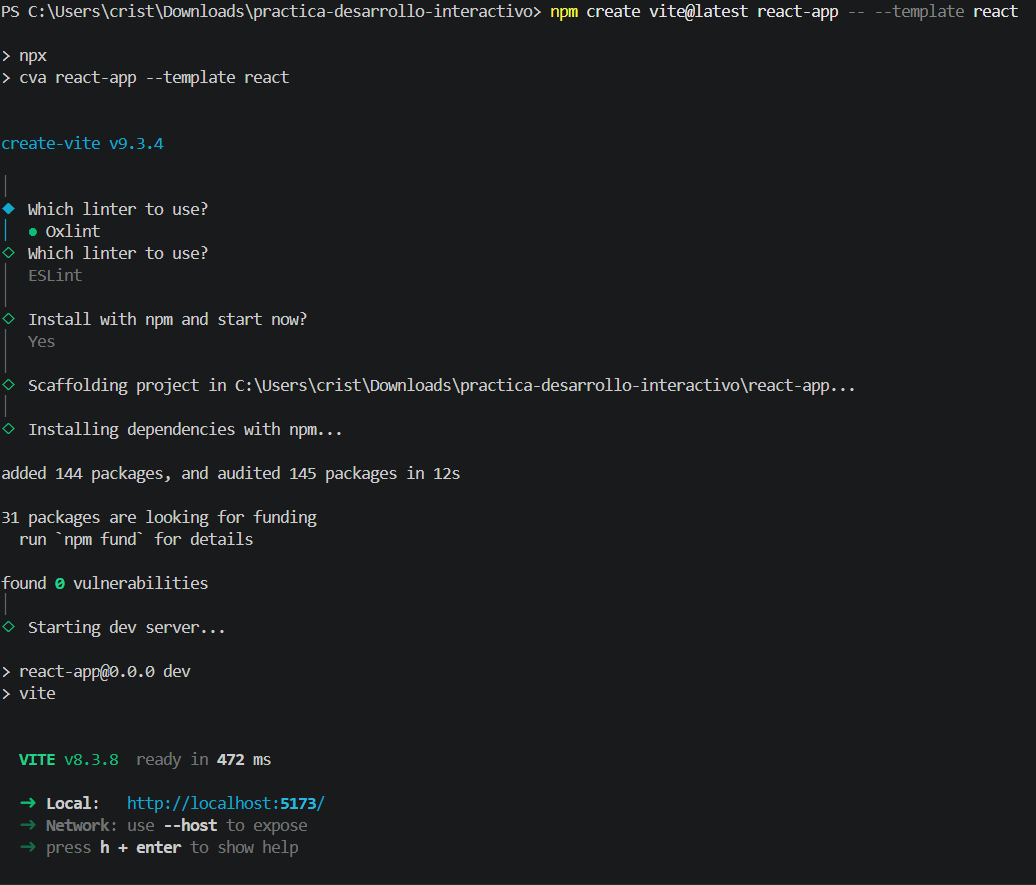 PS C:\Users\crist\Downloads\practica-desarrollo-interactivo> npm create vite@latest react-app -- --template react
> npx
> cva react-app --template react
create-vite v9.3.4
Which linter to use?
Oxlint
Which linter to use?
ESLint
Install with npm and start now?
Yes
Scaffolding project in C:\Users\crist\Downloads\practica-desarrollo-interactivo\react-app...
Installing dependencies with npm...
added 144 packages, and audited 145 packages in 12s
31 packages are looking for funding
run `npm fund` for details
found 0 vulnerabilities
Starting dev server...
> react-app@0.0.0 dev
> vite
VITE v8.3.8 ready in 472 ms
➜ Local: http://localhost:5173/
➜ Network: use --host to expose
➜ press h + enter to show help